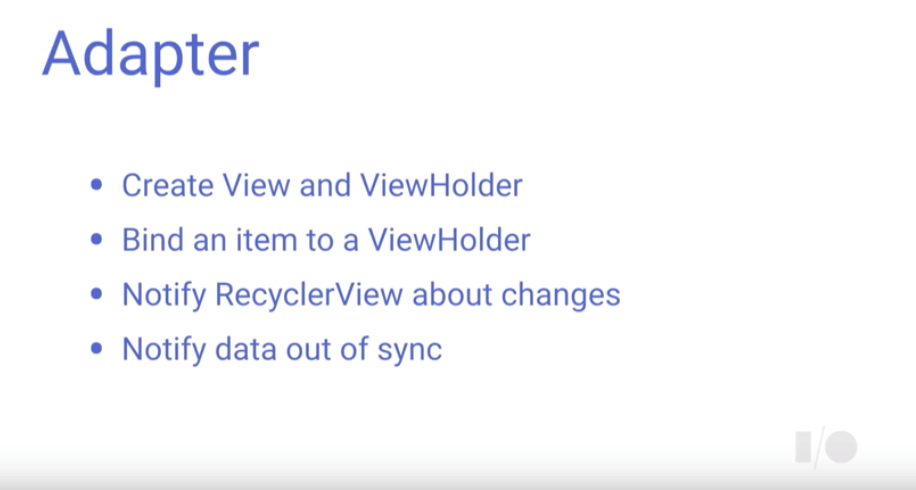 Adapter
• Create View and ViewHolder
• Bind an item to a ViewHolder
• Notify RecyclerView about changes
• Notify data out of sync
I/O